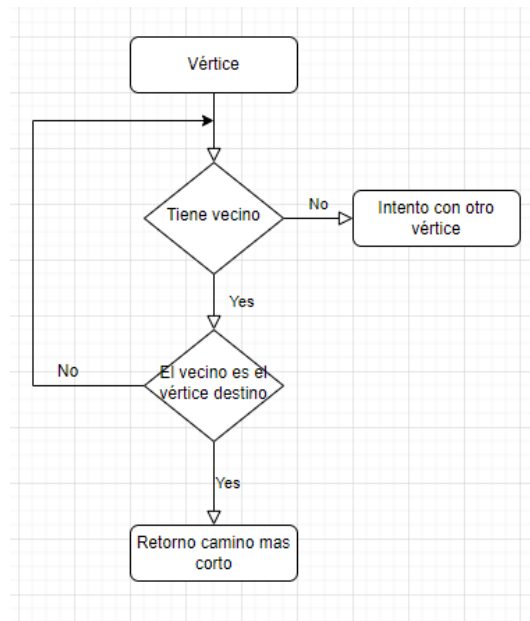 Vértice
Tiene vecino
No
Intento con otro
vértice
Yes
El vecino es el
vértice destino
No
Yes
Retorno camino mas
corto